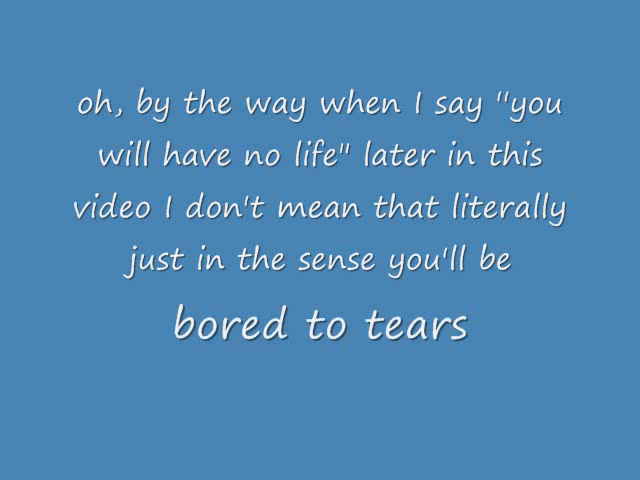 oh, by the way when I say "you
will have no life" later in this
video I don't mean that literally
just in the sense you'll be
bored to tears